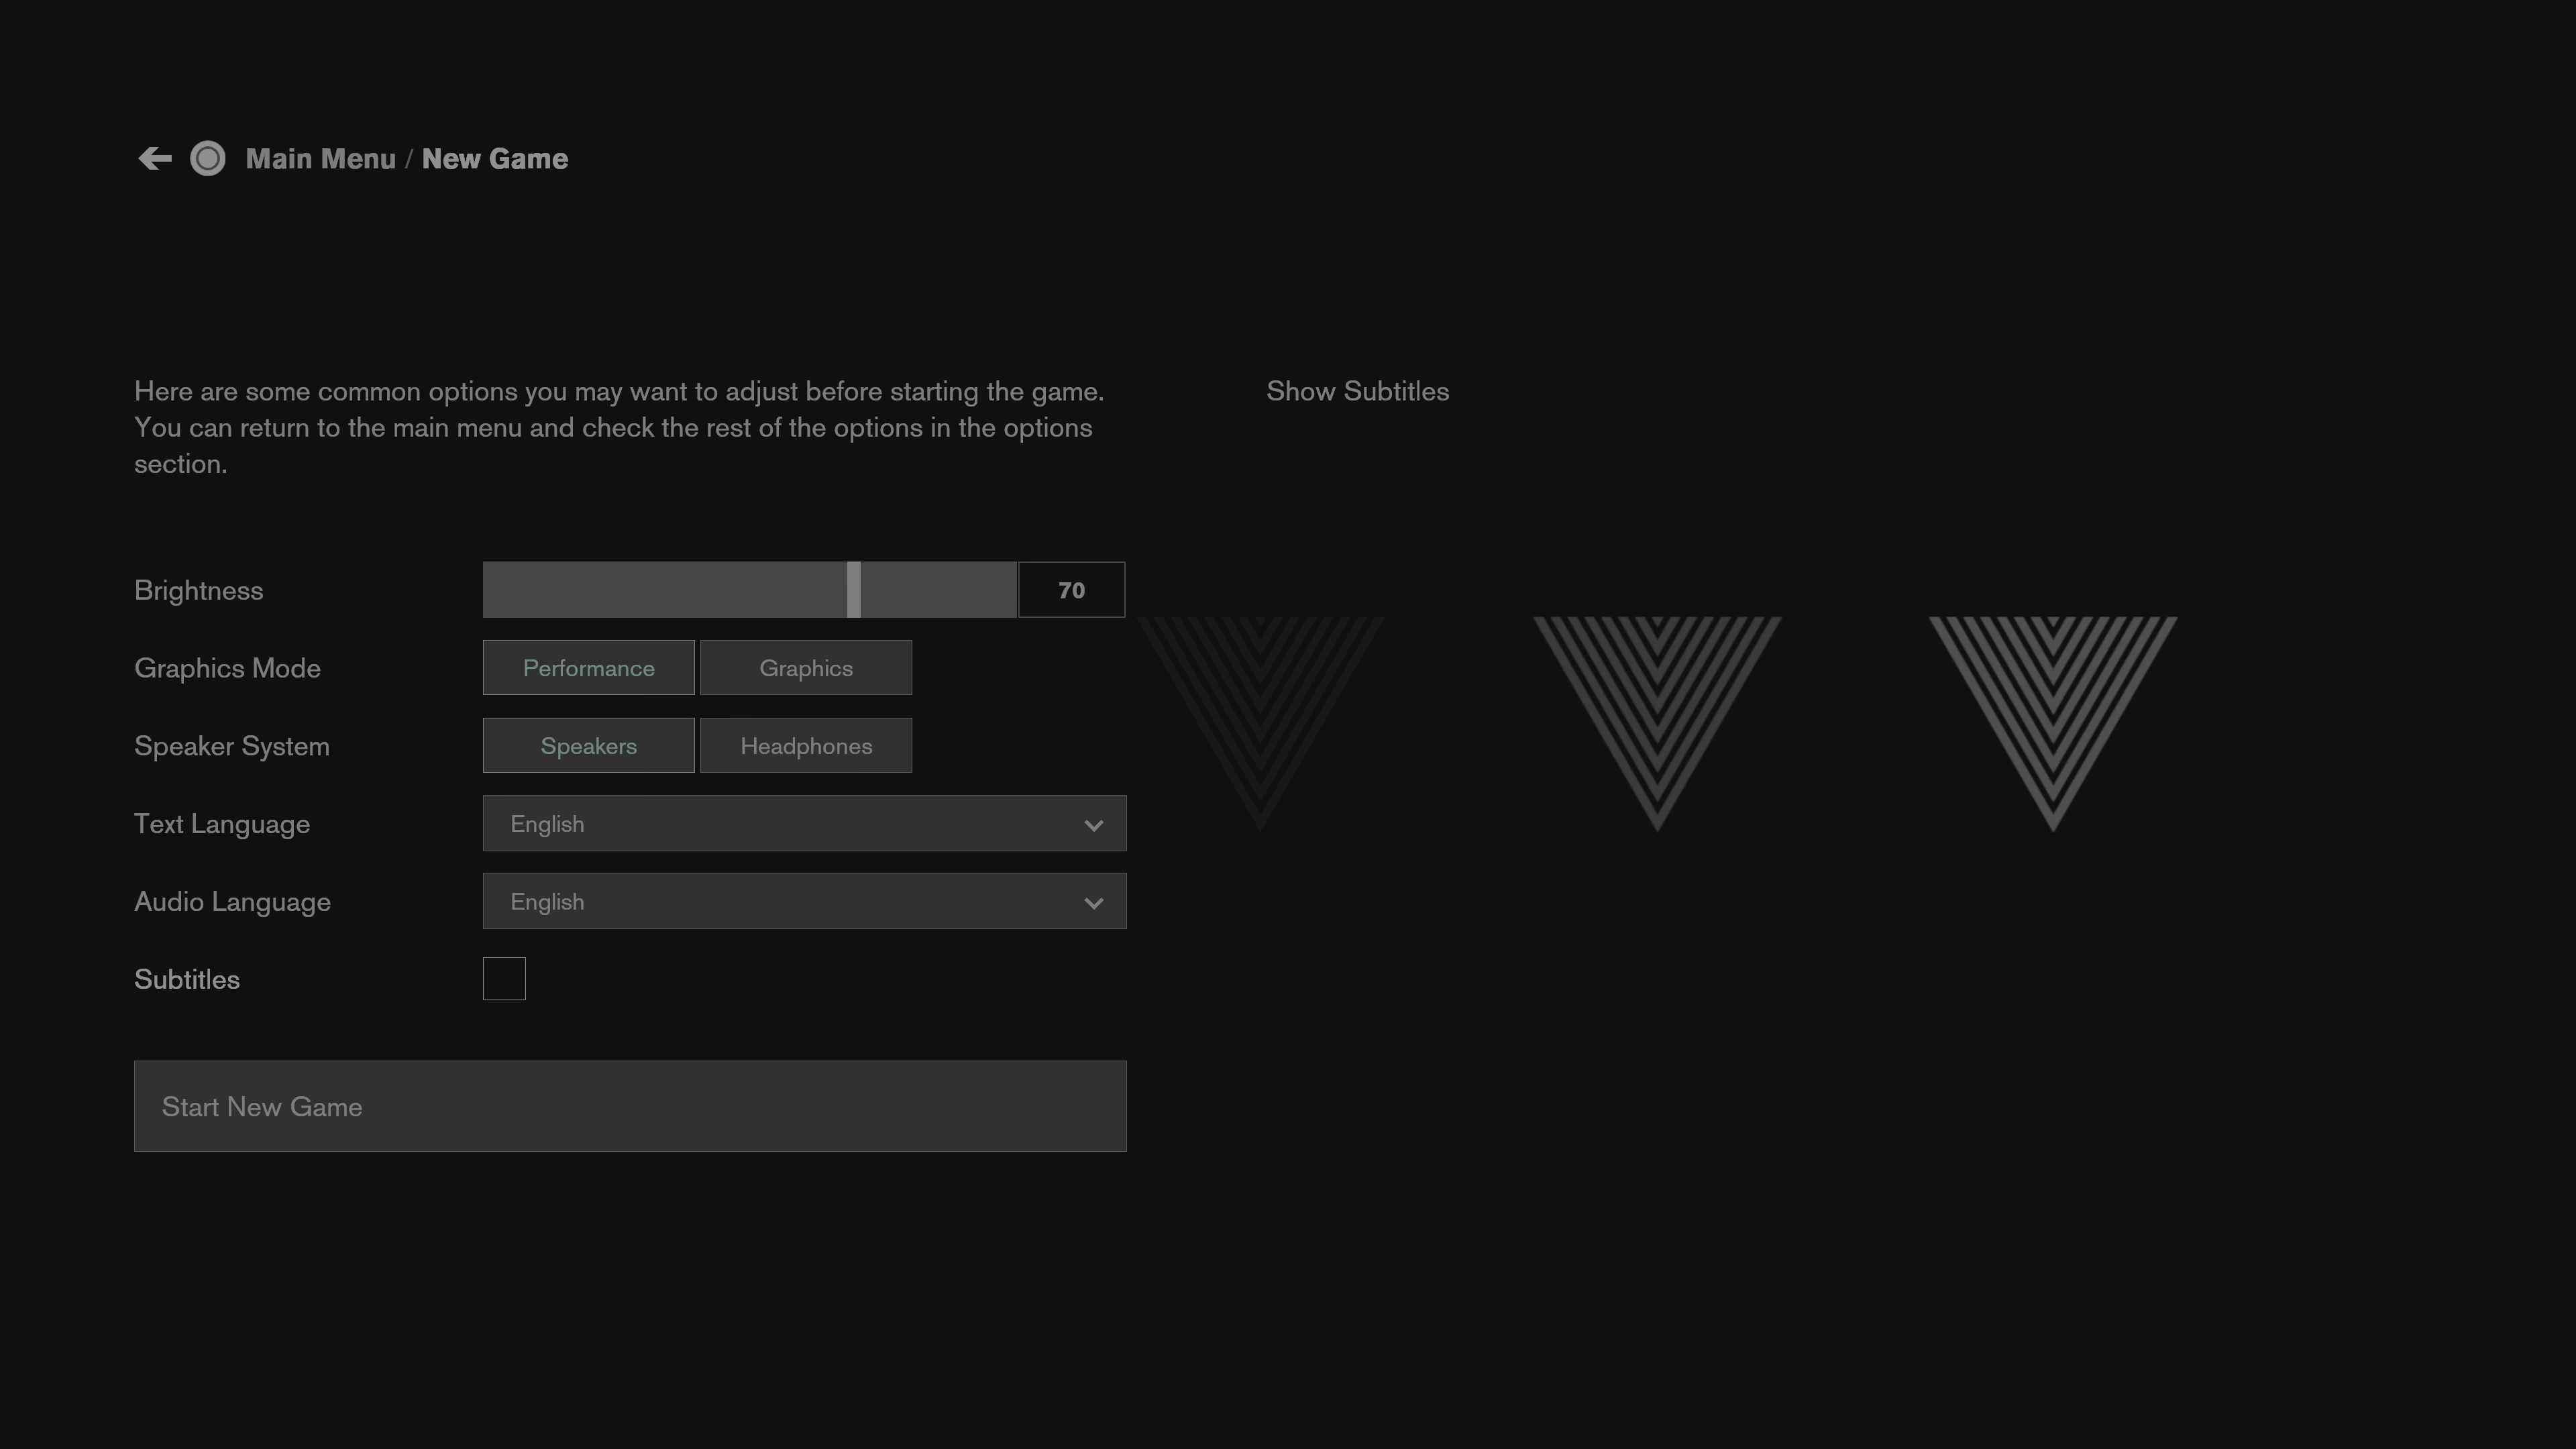 Main Menu / New Game
Here are some common options you may want to adjust before starting the game.
You can return to the main menu and check the rest of the options in the options
section.
Show Subtitles
Brightness 70
Graphics Mode Performance Graphics
Speaker System Speakers Headphones
Text Language English
Audio Language English
Subtitles
Start New Game